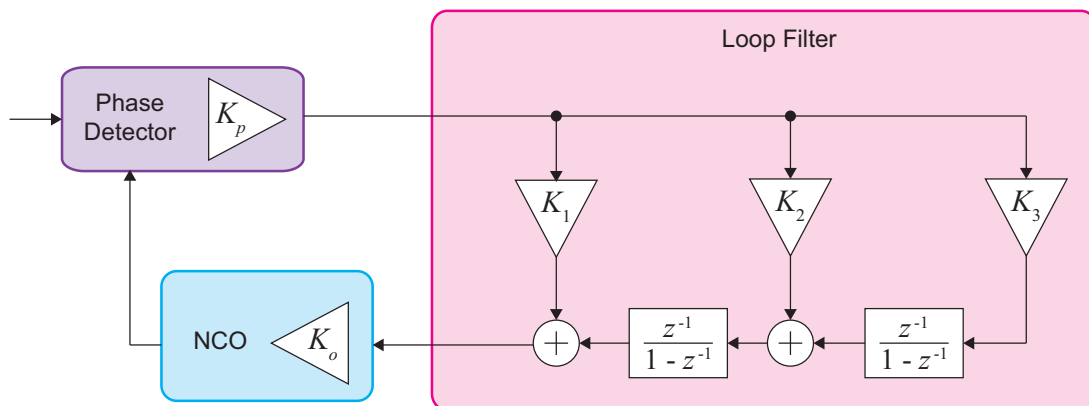 Loop Filter
Phase
Detector
Kₚ
K₁
K₂
K₃
NCO
Kₒ
+
z⁻¹
1 - z⁻¹
+
z⁻¹
1 - z⁻¹